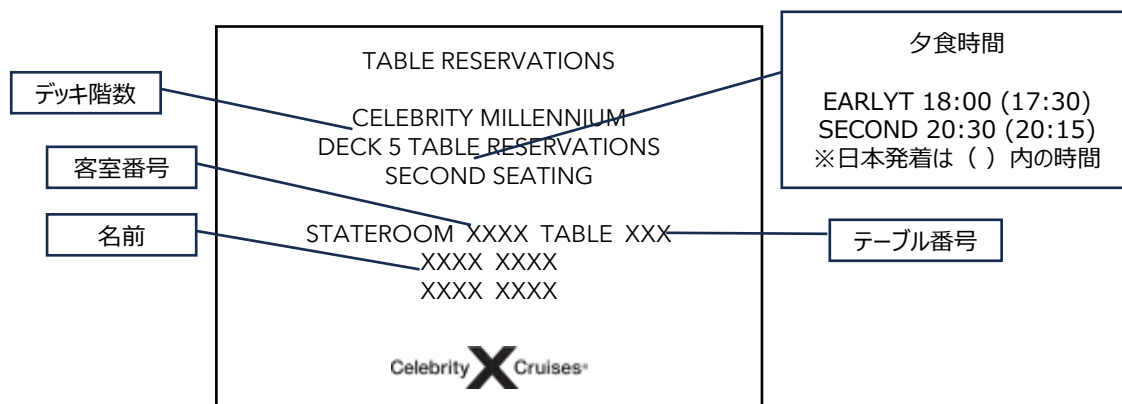 TABLE RESERVATIONS
デッキ階数
CELEBRITY MILLENNIUM
DECK 5 TABLE RESERVATIONS
SECOND SEATING
客室番号
名前
STATEROOM XXXX TABLE XXX
XXXX XXXX
XXXX XXXX
テーブル番号
Celebrity X Cruises®
夕食時間
EARLYT 18:00 (17:30)
SECOND 20:30 (20:15)
※日本発着は（ ）内の時間